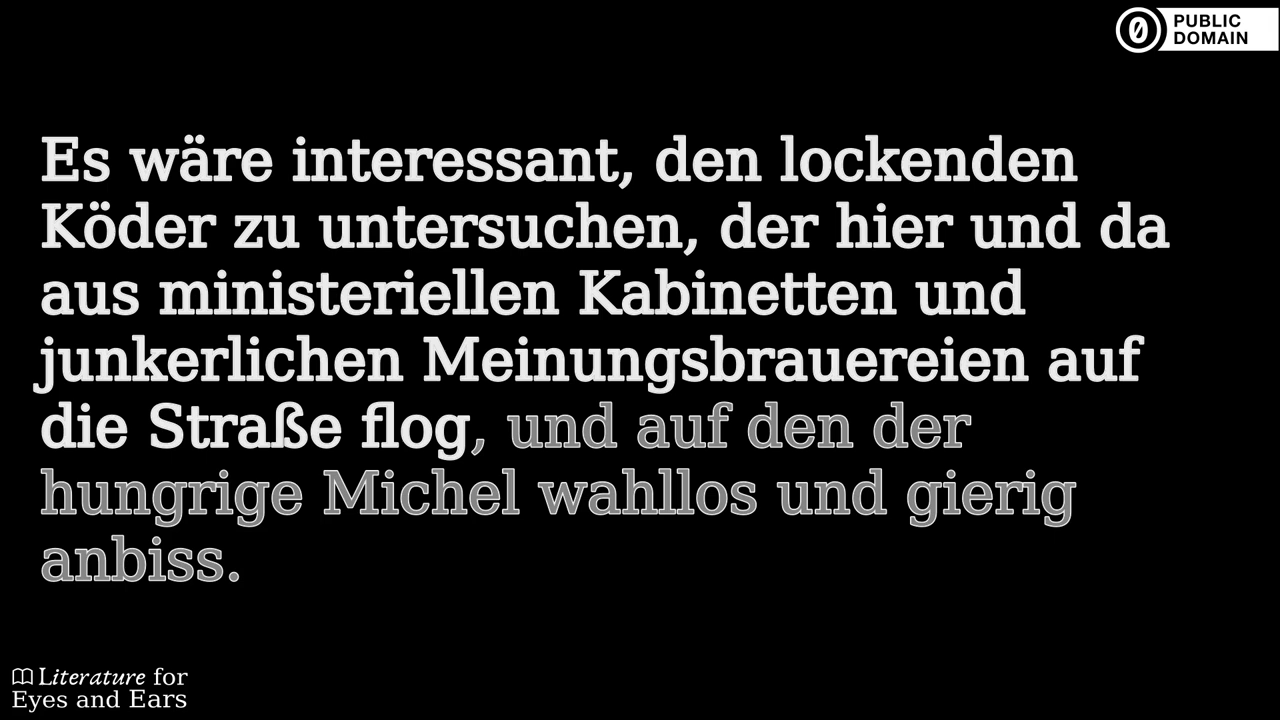 PUBLIC
DOMAIN
Es wäre interessant, den lockenden
Köder zu untersuchen, der hier und da
aus ministeriellen Kabinetten und
junkerlichen Meinungsbrauereien auf
die Straße flog, und auf den der
hungrige Michel wahllos und gierig
anbiss.
Literature for
Eyes and Ears